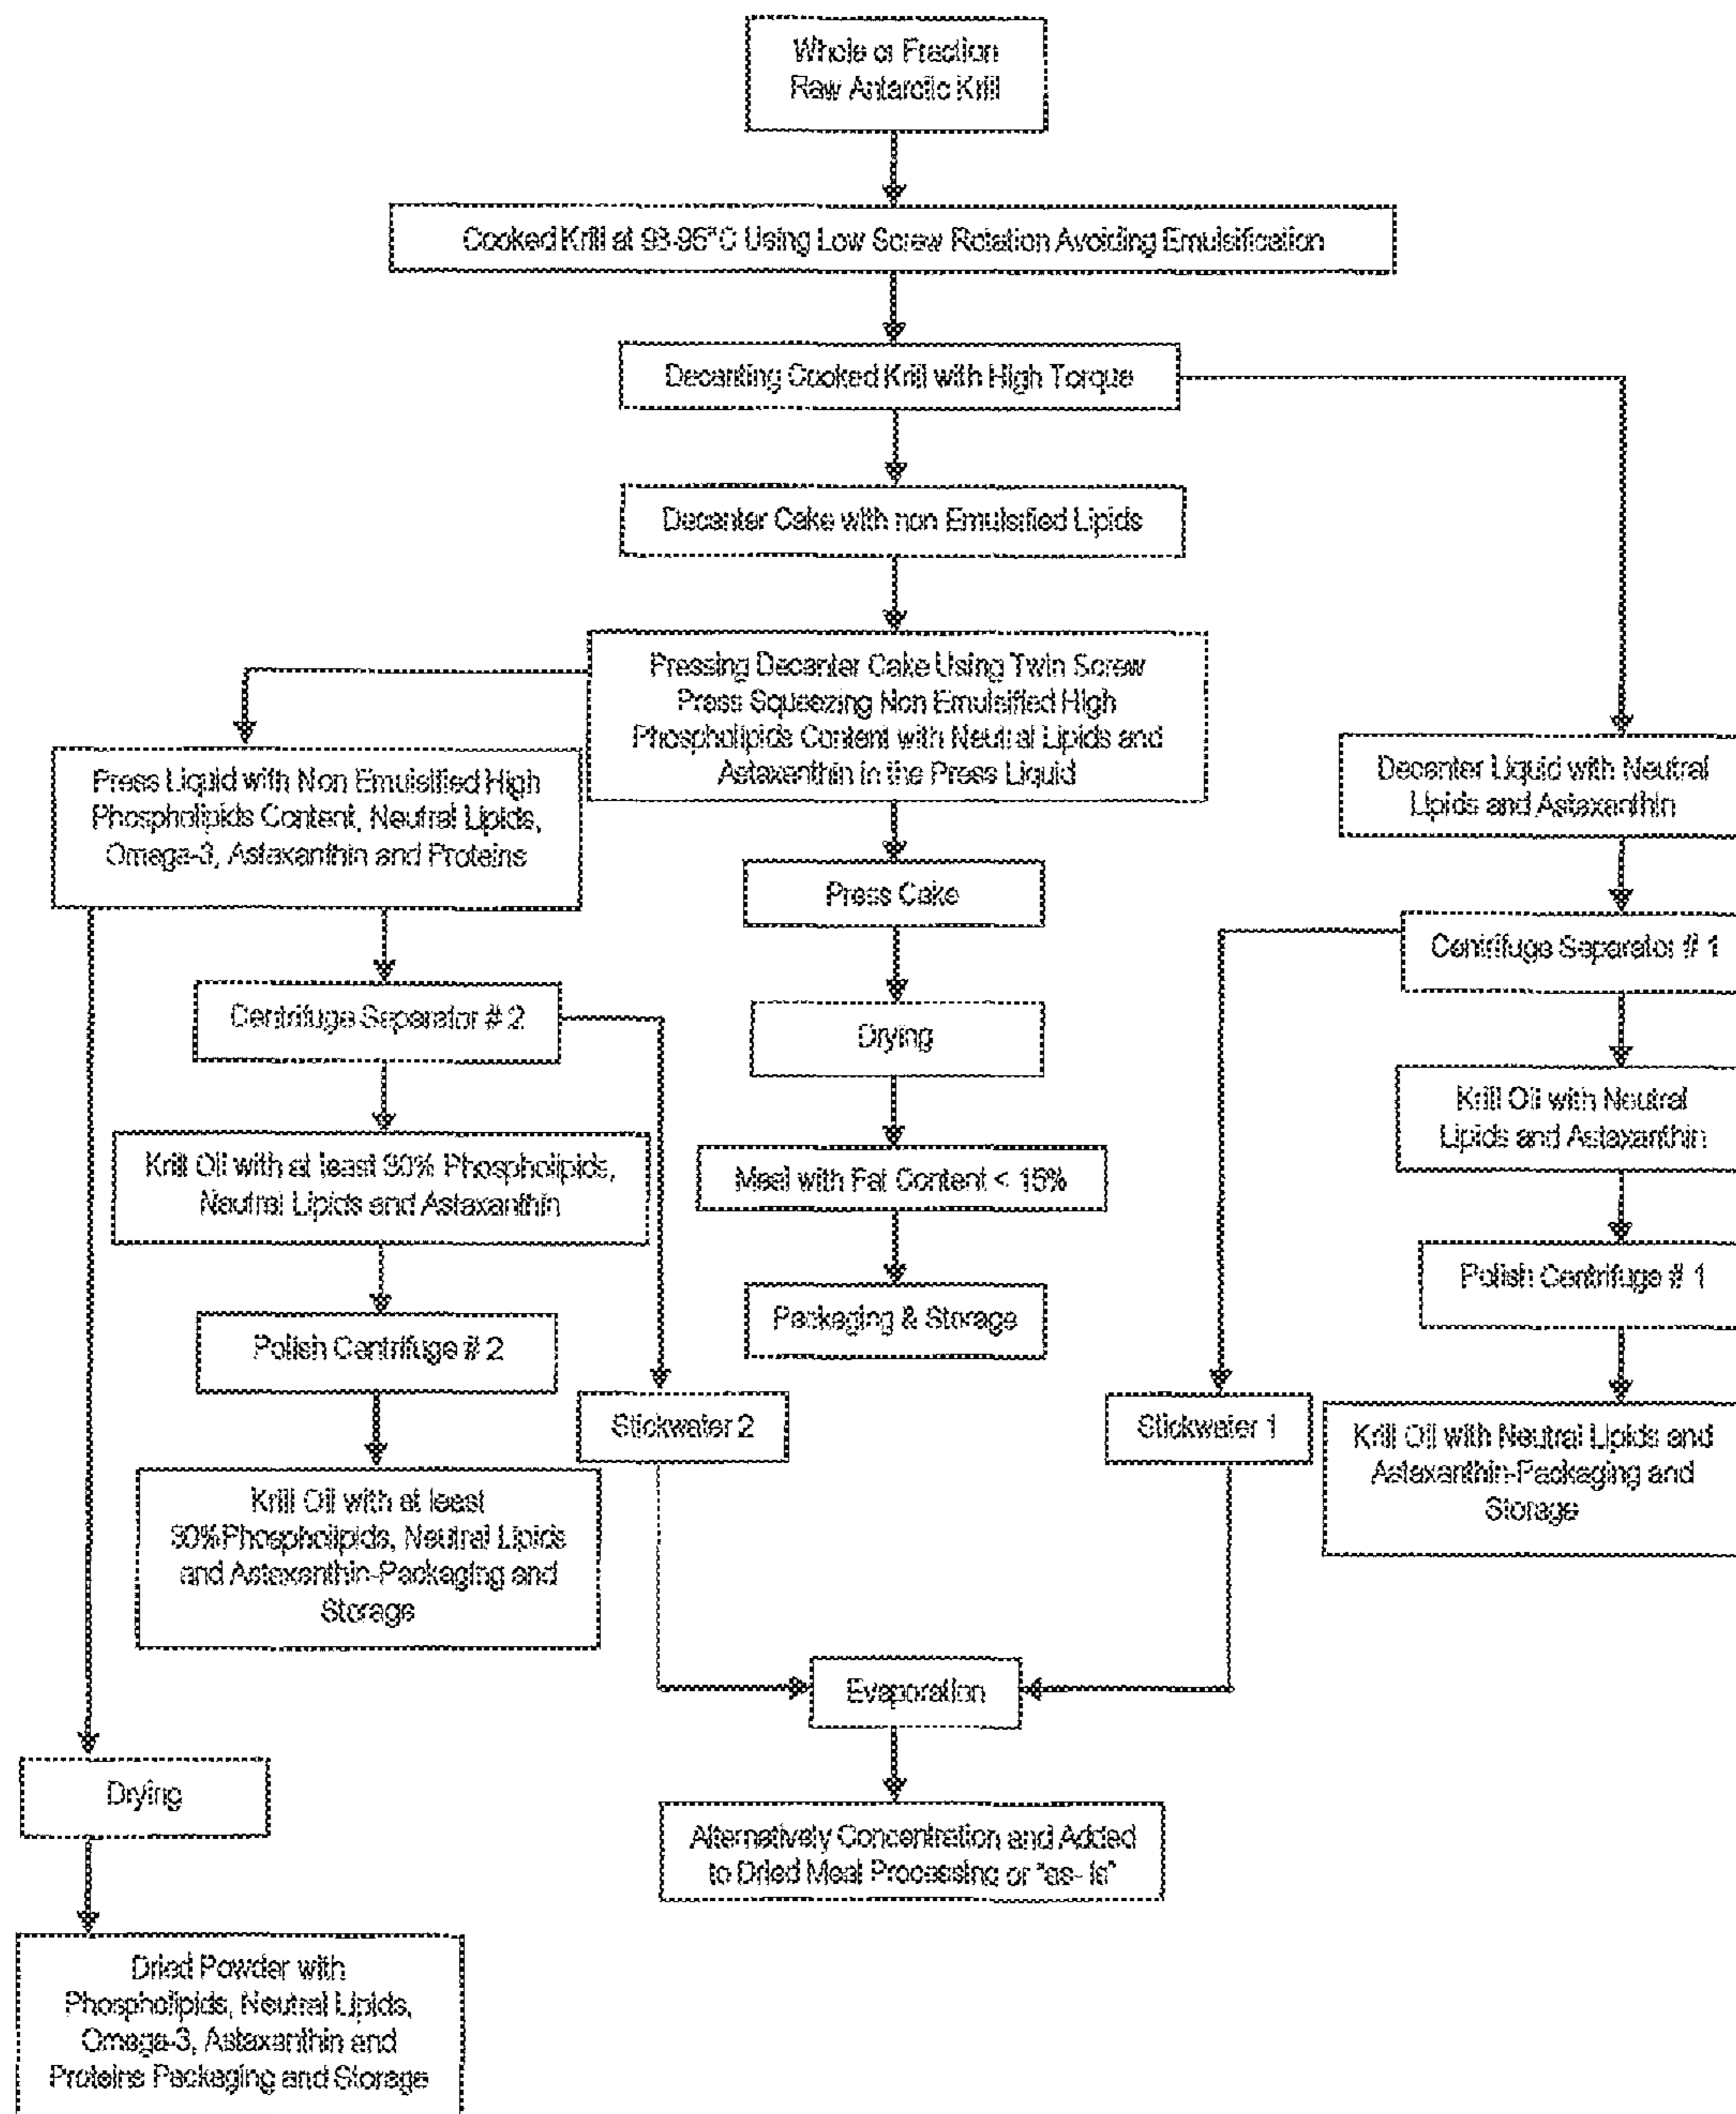 Whole or Fraction
Raw Antarctic Krill
Cooked Krill at 93-95°C Using Low Screw Rotation Avoiding Emulsification
Decanting Cooked Krill with High Torque
Decanter Cake with non Emulsified Lipids
Pressing Decanter Cake Using Twin Screw
Press Squeezing Non Emulsified High
Phospholipids Content with Neutral Lipids and
Astaxanthin in the Press Liquid
Press Liquid with Non Emulsified High
Phospholipids Content, Neutral Lipids,
Omega-3, Astaxanthin and Proteins
Decanter Liquid with Neutral
Lipids and Astaxanthin
Press Cake
Centrifuge Separator # 1
Centrifuge Separator # 2
Drying
Krill Oil with Neutral
Lipids and Astaxanthin
Krill Oil with at least 30% Phospholipids,
Neutral Lipids and Astaxanthin
Meal with Fat Content < 15%
Polish Centrifuge # 1
Packaging & Storage
Polish Centrifuge # 2
Stickwater 2
Stickwater 1
Krill Oil with Neutral Lipids and
Astaxanthin-Packaging and
Storage
Krill Oil with at least
30%Phospholipids, Neutral Lipids
and Astaxanthin-Packaging and
Storage
Evaporation
Drying
Alternatively Concentration and Added
to Dried Meal Processing or "as- is"
Dried Powder with
Phospholipids, Neutral Lipids,
Omega-3, Astaxanthin and
Proteins Packaging and Storage